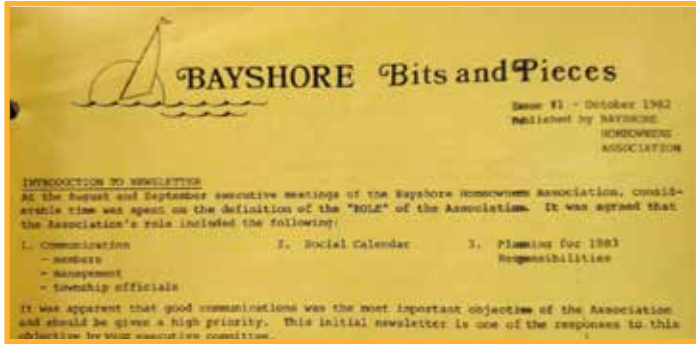 BAYSHORE Bits and Pieces
Issue #1 - October 1982
Published by BAYSHORE
HOMEOWNERS
ASSOCIATION
INTRODUCTION TO NEWSLETTER
At the August and September executive meetings of the Bayshore Homeowners Association, consid-
erable time was spent on the definition of the "ROLE" of the Association. It was agreed that
the Association's role included the following:
1. Communication 2. Social Calendar 3. Planning for 1983
- members Responsibilities
- management
- township officials
It was apparent that good communications was the most important objective of the Association
and should be given a high priority. This initial newsletter is one of the responses to this
objective by your executive committee.